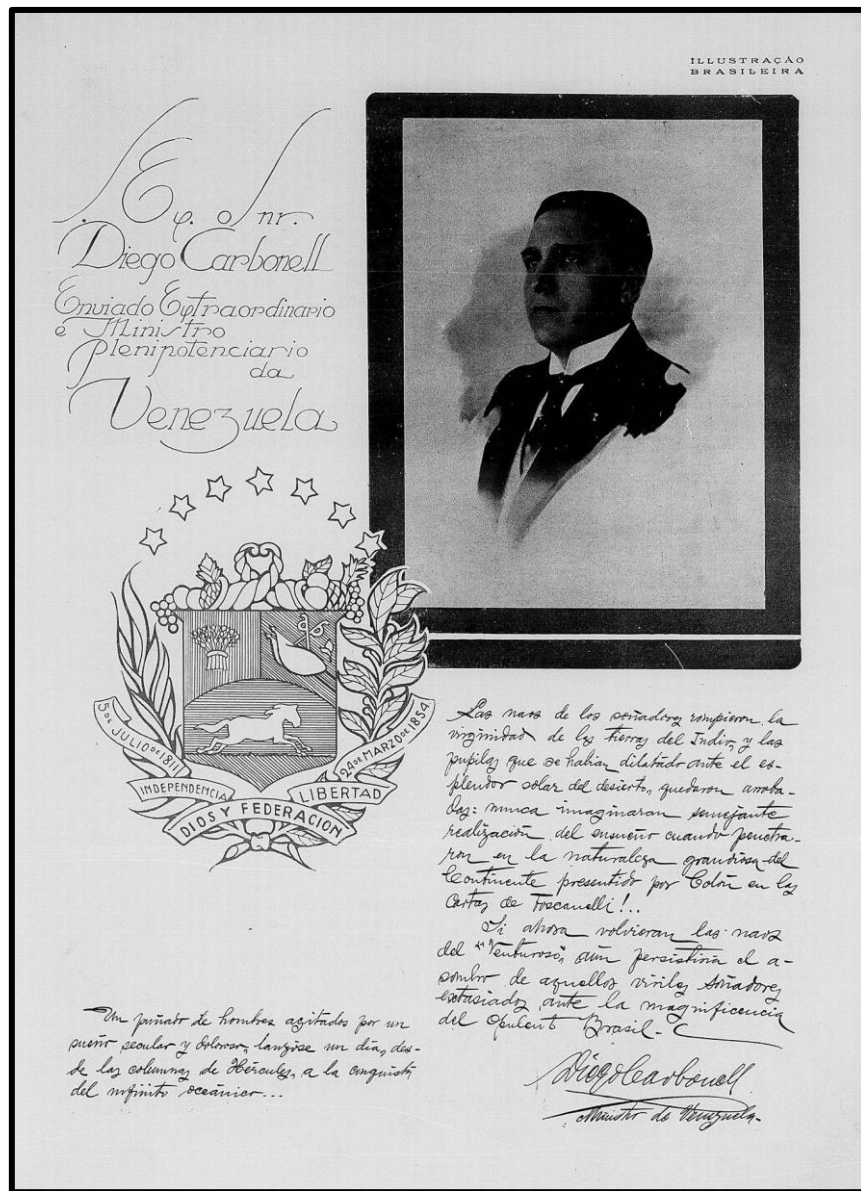 ILLUSTRAÇÃO
BRASILEIRA
S. Ex. o Snr.
Diego Carbonell
Enviado Extraordinario
e Ministro
Plenipotenciario
da
Venezuela
5 DE JULIO DE 1811
24 DE MARZO DE 1854
INDEPENDENCIA
LIBERTAD
DIOS Y FEDERACION
Un puñado de hombres agitados por un
sueño secular y doloroso, lanzóse un día, des-
de las columnas de Hércules, a la conquista
del infinito oceánico...
Las naos de los soñadores rompieron la
virginidad de las tierras del Indio, y las
pupilas que se habían dilatado ante el es-
plendor solar del desierto, quedaron arroba-
das: nunca imaginaron semejante
realización del ensueño cuando penetra-
ron en la naturaleza grandiosa del
Continente presentido por Colón en las
Cartas de Toscanelli!...
Si ahora volvieran las naos
del "Venturoso", aún persistiría el a-
sombro de aquellos viriles soñadores
extasiados ante la magnificencia
del opulento Brasil-
Diego Carbonell
Ministro de Venezuela-